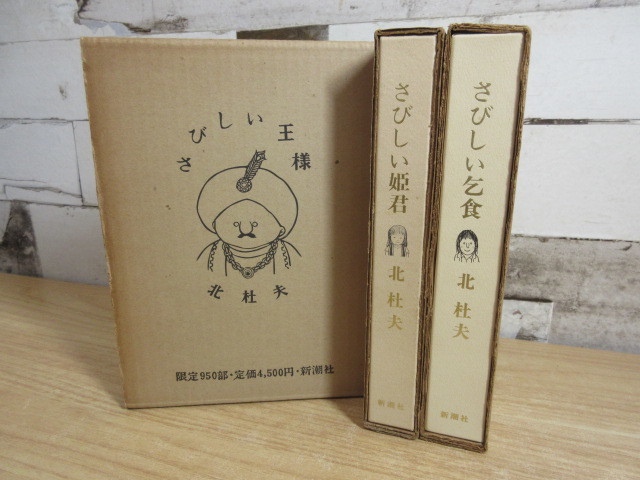 さびしい王様
北杜夫
限定950部・定価4,500円・新潮社
さびしい姫君
北杜夫
新潮社
さびしい乞食
北杜夫
新潮社